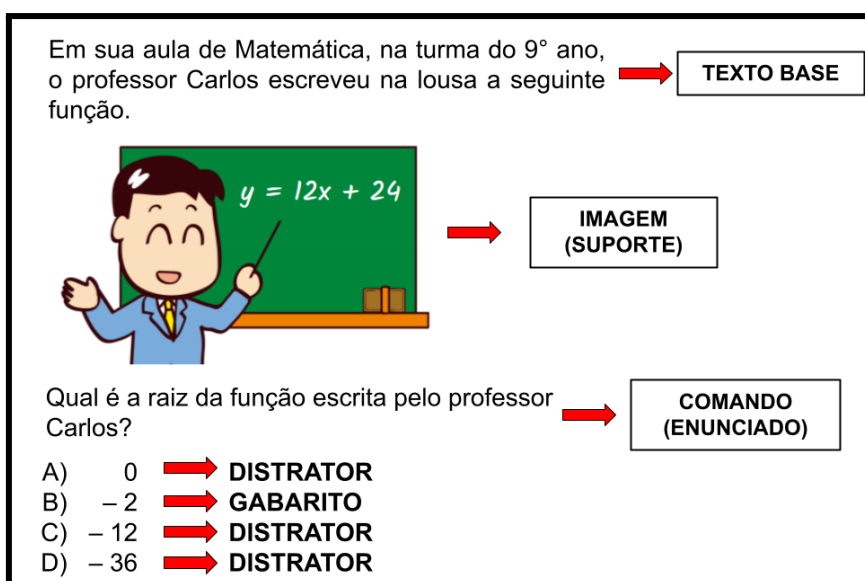 Em sua aula de Matemática, na turma do 9° ano,
o professor Carlos escreveu na lousa a seguinte
função.
TEXTO BASE
y = 12x + 24
IMAGEM
(SUPORTE)
Qual é a raiz da função escrita pelo professor
Carlos?
COMANDO
(ENUNCIADO)
A) 0 DISTRATOR
B) – 2 GABARITO
C) – 12 DISTRATOR
D) – 36 DISTRATOR